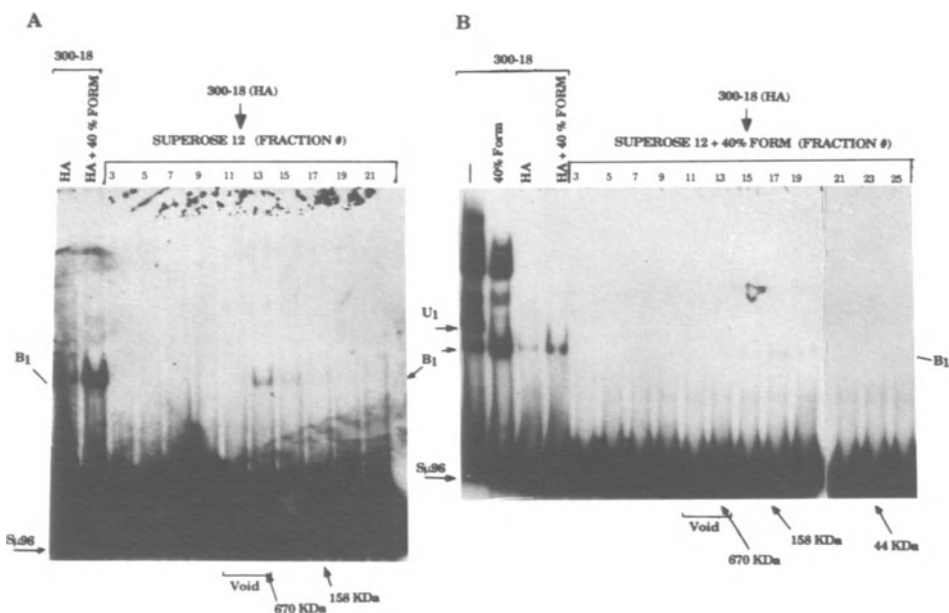 A
300-18
HA
HA + 40 % FORM
300-18 (HA)
SUPEROSE 12 (FRACTION #)
3 5 7 9 11 13 15 17 19 21
B1
Sμ96
Void
670 KDa
158 KDa
B
300-18
—
40% Form
HA
HA + 40 % FORM
300-18 (HA)
SUPEROSE 12 + 40% FORM (FRACTION #)
3 5 7 9 11 13 15 17 19 21 23 25
U1
B1
B1
Sμ96
Void
670 KDa
158 KDa
44 KDa